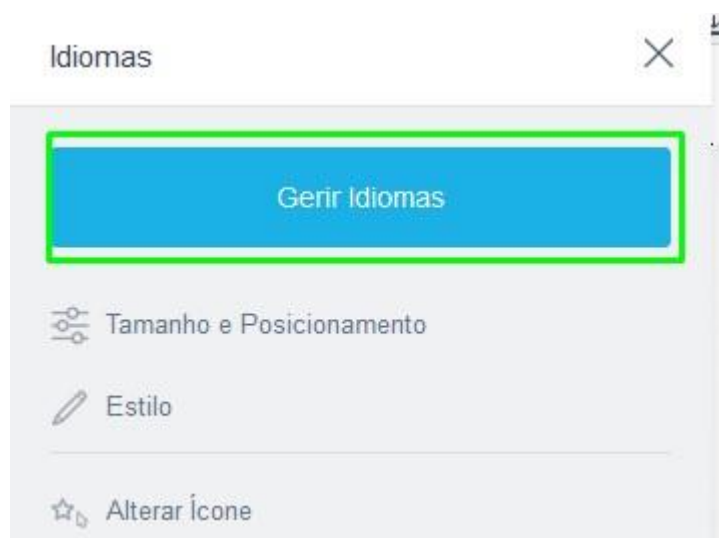 Idiomas
Gerir Idiomas
Tamanho e Posicionamento
Estilo
Alterar Ícone